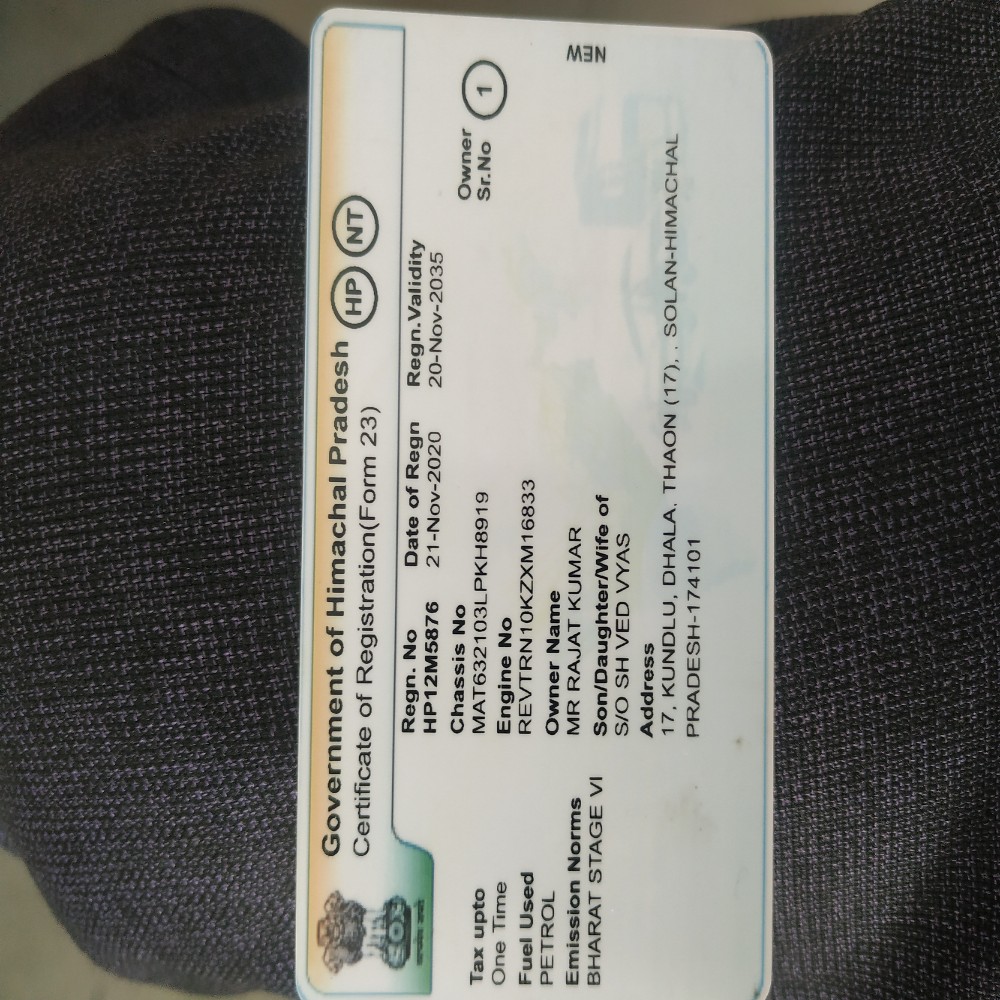 Government of Himachal Pradesh HP NT
Certificate of Registration(Form 23)
Regn. No Date of Regn Regn.Validity
HP12M5876 21-Nov-2020 20-Nov-2035
Chassis No Owner
MAT632103LPKH8919 Sr.No 1
Engine No
REVTRN10KZXM16833
Owner Name
MR RAJAT KUMAR NEW
Son/Daughter/Wife of
S/O SH VED VYAS
Address
17, KUNDLU, DHALA, THAON (17), . SOLAN-HIMACHAL
PRADESH-174101
Tax upto
One Time
Fuel Used
PETROL
Emission Norms
BHARAT STAGE VI